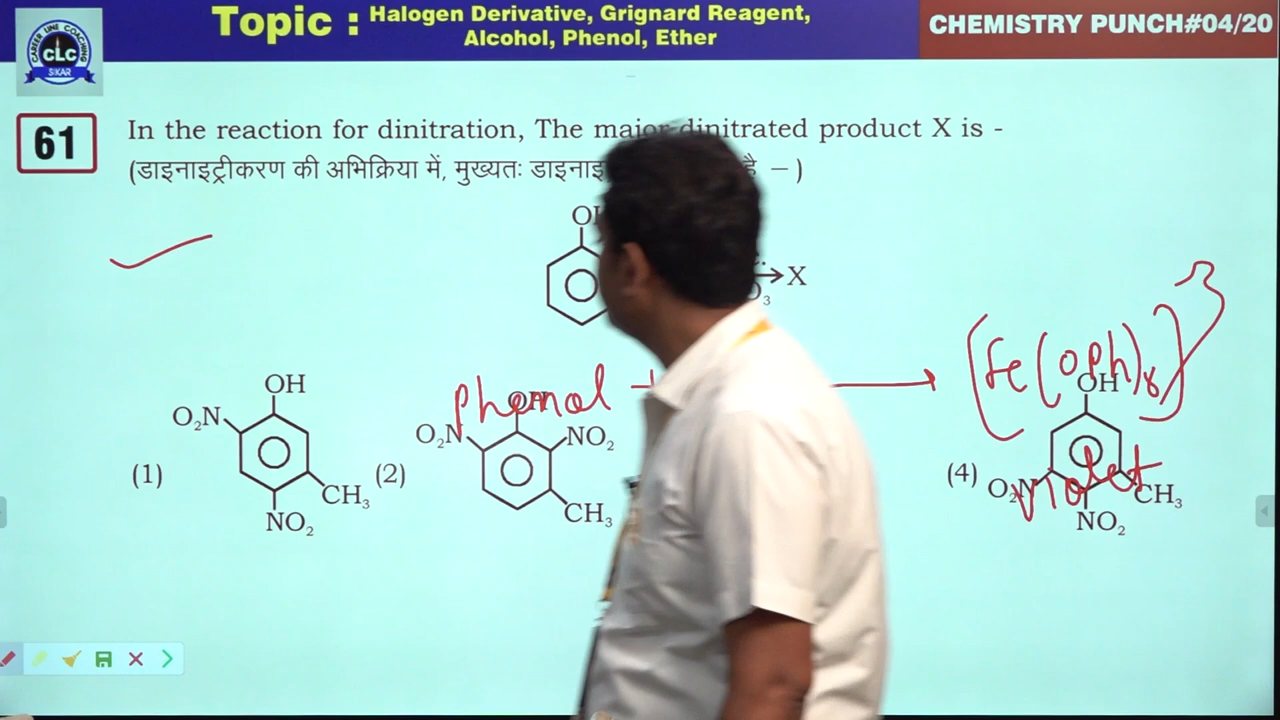 Topic : Halogen Derivative, Grignard Reagent,
Alcohol, Phenol, Ether
CHEMISTRY PUNCH#04/20
CAREER LINE COACHING
CLC
SIKAR
61 In the reaction for dinitration, The major dinitrated product X is -
(डाइनाइट्रीकरण की अभिक्रिया में, मुख्यतः डाइनाइ है – )
OH
→X
[Fe(OPh)6]3
Phenol + →
violet
(1) OH O₂N CH₃ NO₂
(2) OH O₂N NO₂ CH₃
(4) OH O₂N CH₃ NO₂